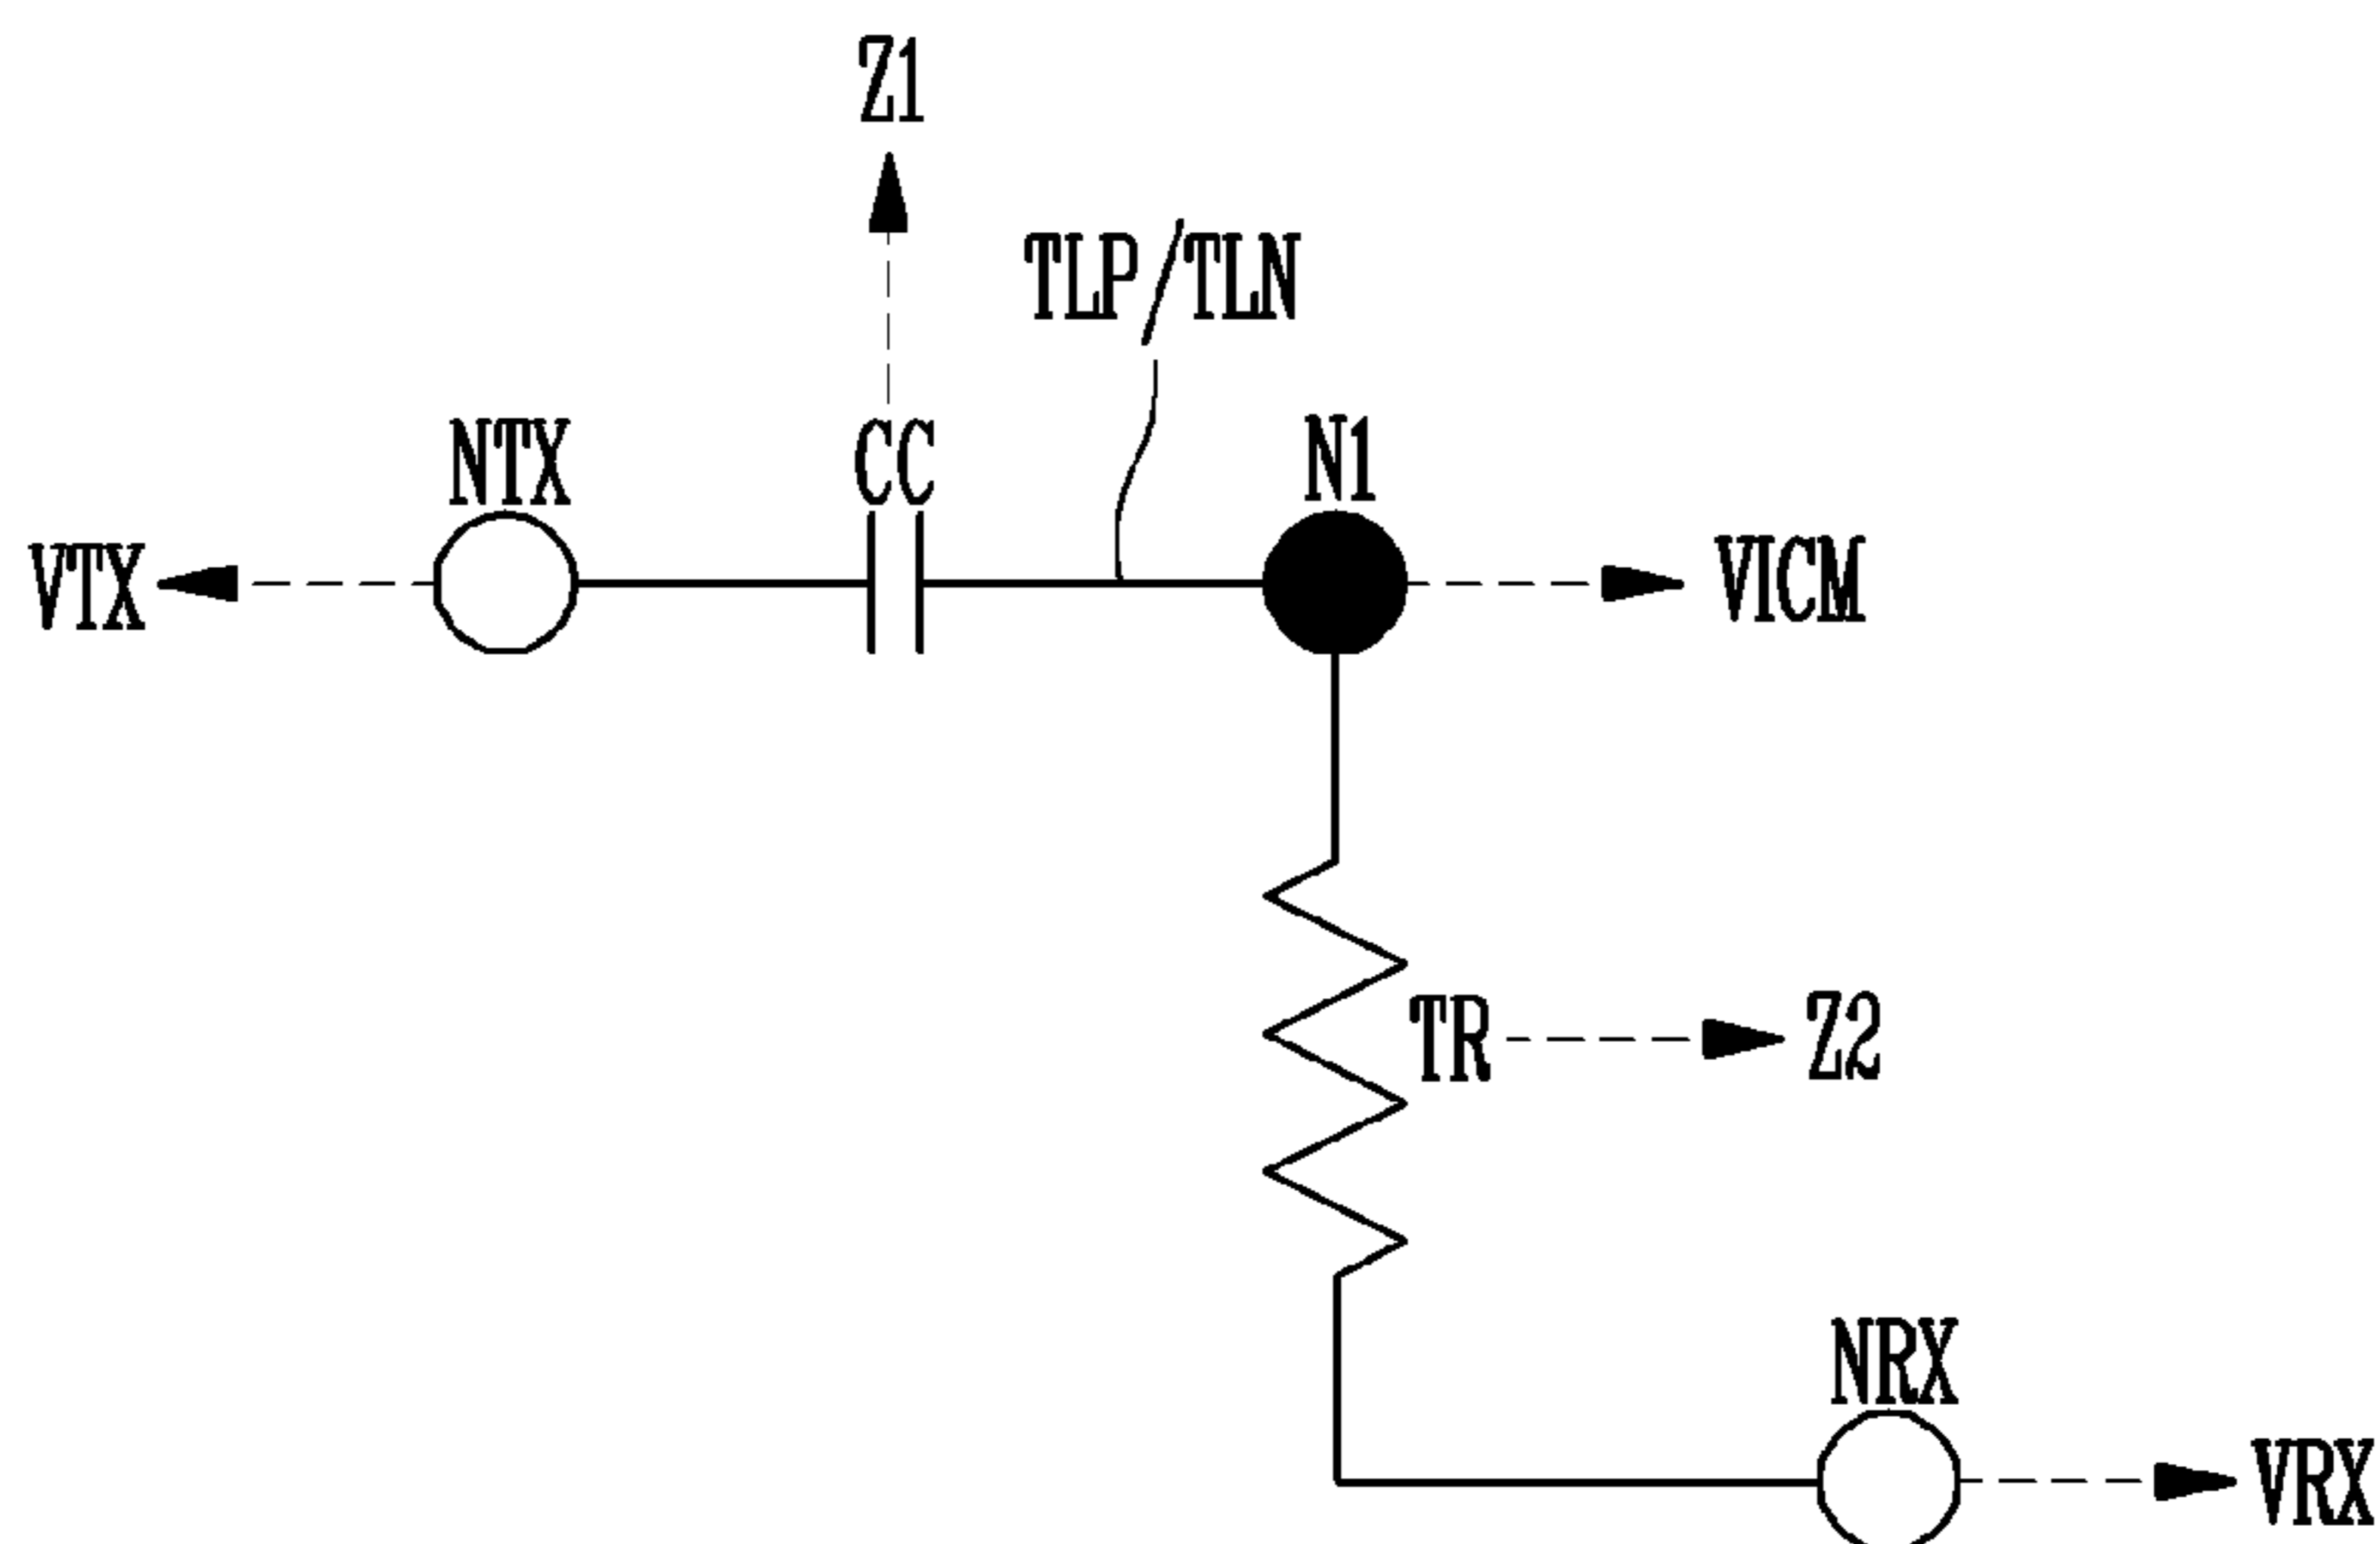 Z1
TLP/TLN
NTX
CC
N1
VTX
VICM
TR
Z2
NRX
VRX